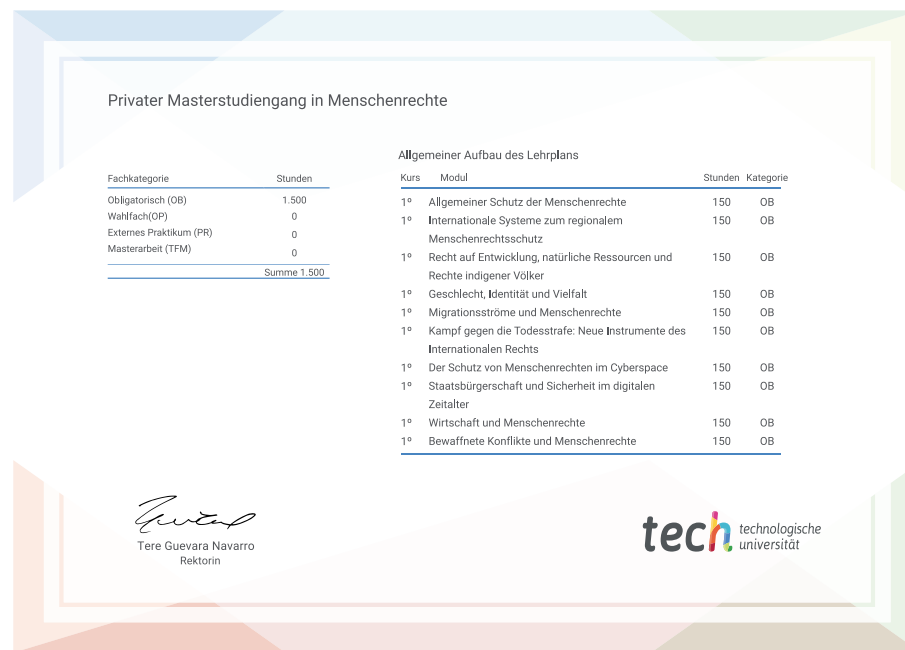 Privater Masterstudiengang in Menschenrechte
Fachkategorie Stunden
Obligatorisch (OB) 1.500
Wahlfach(OP) 0
Externes Praktikum (PR) 0
Masterarbeit (TFM) 0
Summe 1.500
Allgemeiner Aufbau des Lehrplans
Kurs Modul Stunden Kategorie
1º Allgemeiner Schutz der Menschenrechte 150 OB
1º Internationale Systeme zum regionalem 150 OB
Menschenrechtsschutz
1º Recht auf Entwicklung, natürliche Ressourcen und 150 OB
Rechte indigener Völker
1º Geschlecht, Identität und Vielfalt 150 OB
1º Migrationsströme und Menschenrechte 150 OB
1º Kampf gegen die Todesstrafe: Neue Instrumente des 150 OB
Internationalen Rechts
1º Der Schutz von Menschenrechten im Cyberspace 150 OB
1º Staatsbürgerschaft und Sicherheit im digitalen 150 OB
Zeitalter
1º Wirtschaft und Menschenrechte 150 OB
1º Bewaffnete Konflikte und Menschenrechte 150 OB
Tere Guevara Navarro
Rektorin
tech technologische
universität